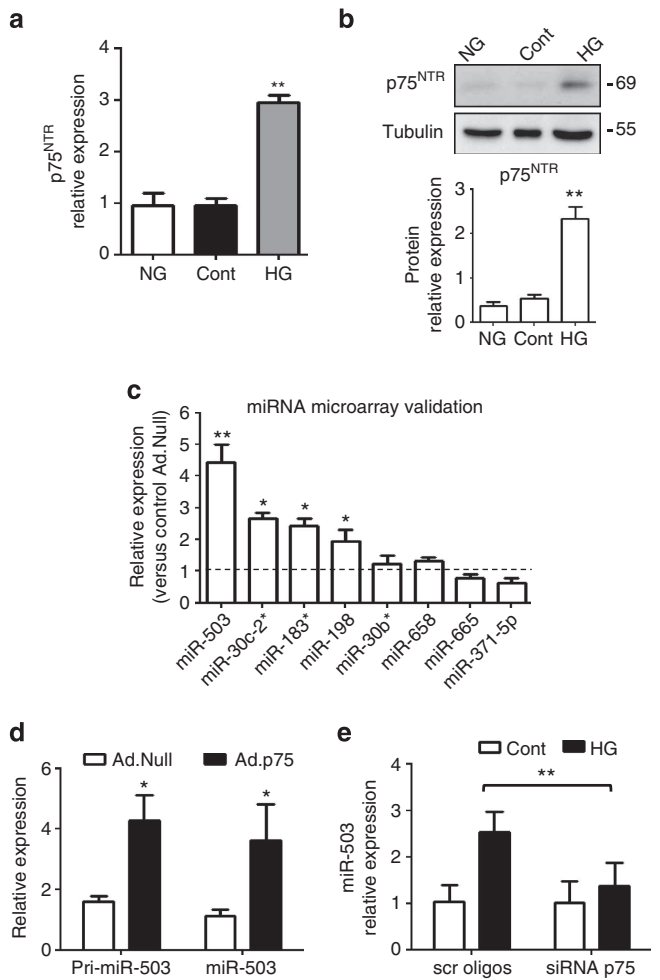 a
p75NTR
relative expression
4
3
2
1
0
**
NG Cont HG
b
NG Cont HG
p75NTR
-69
Tubulin
-55
p75NTR
Protein
relative expression
3
2
1
0
**
NG Cont HG
c
miRNA microarray validation
Relative expression
(versus control Ad.Null)
6
5
4
3
2
1
0
** * * *
miR-503 miR-30c-2* miR-183* miR-198 miR-30b* miR-658 miR-665 miR-371-5p
d
Ad.Null Ad.p75
Relative expression
6
4
2
0
* *
Pri-miR-503 miR-503
e
Cont HG
miR-503
relative expression
4
3
2
1
0
**
scr oligos siRNA p75